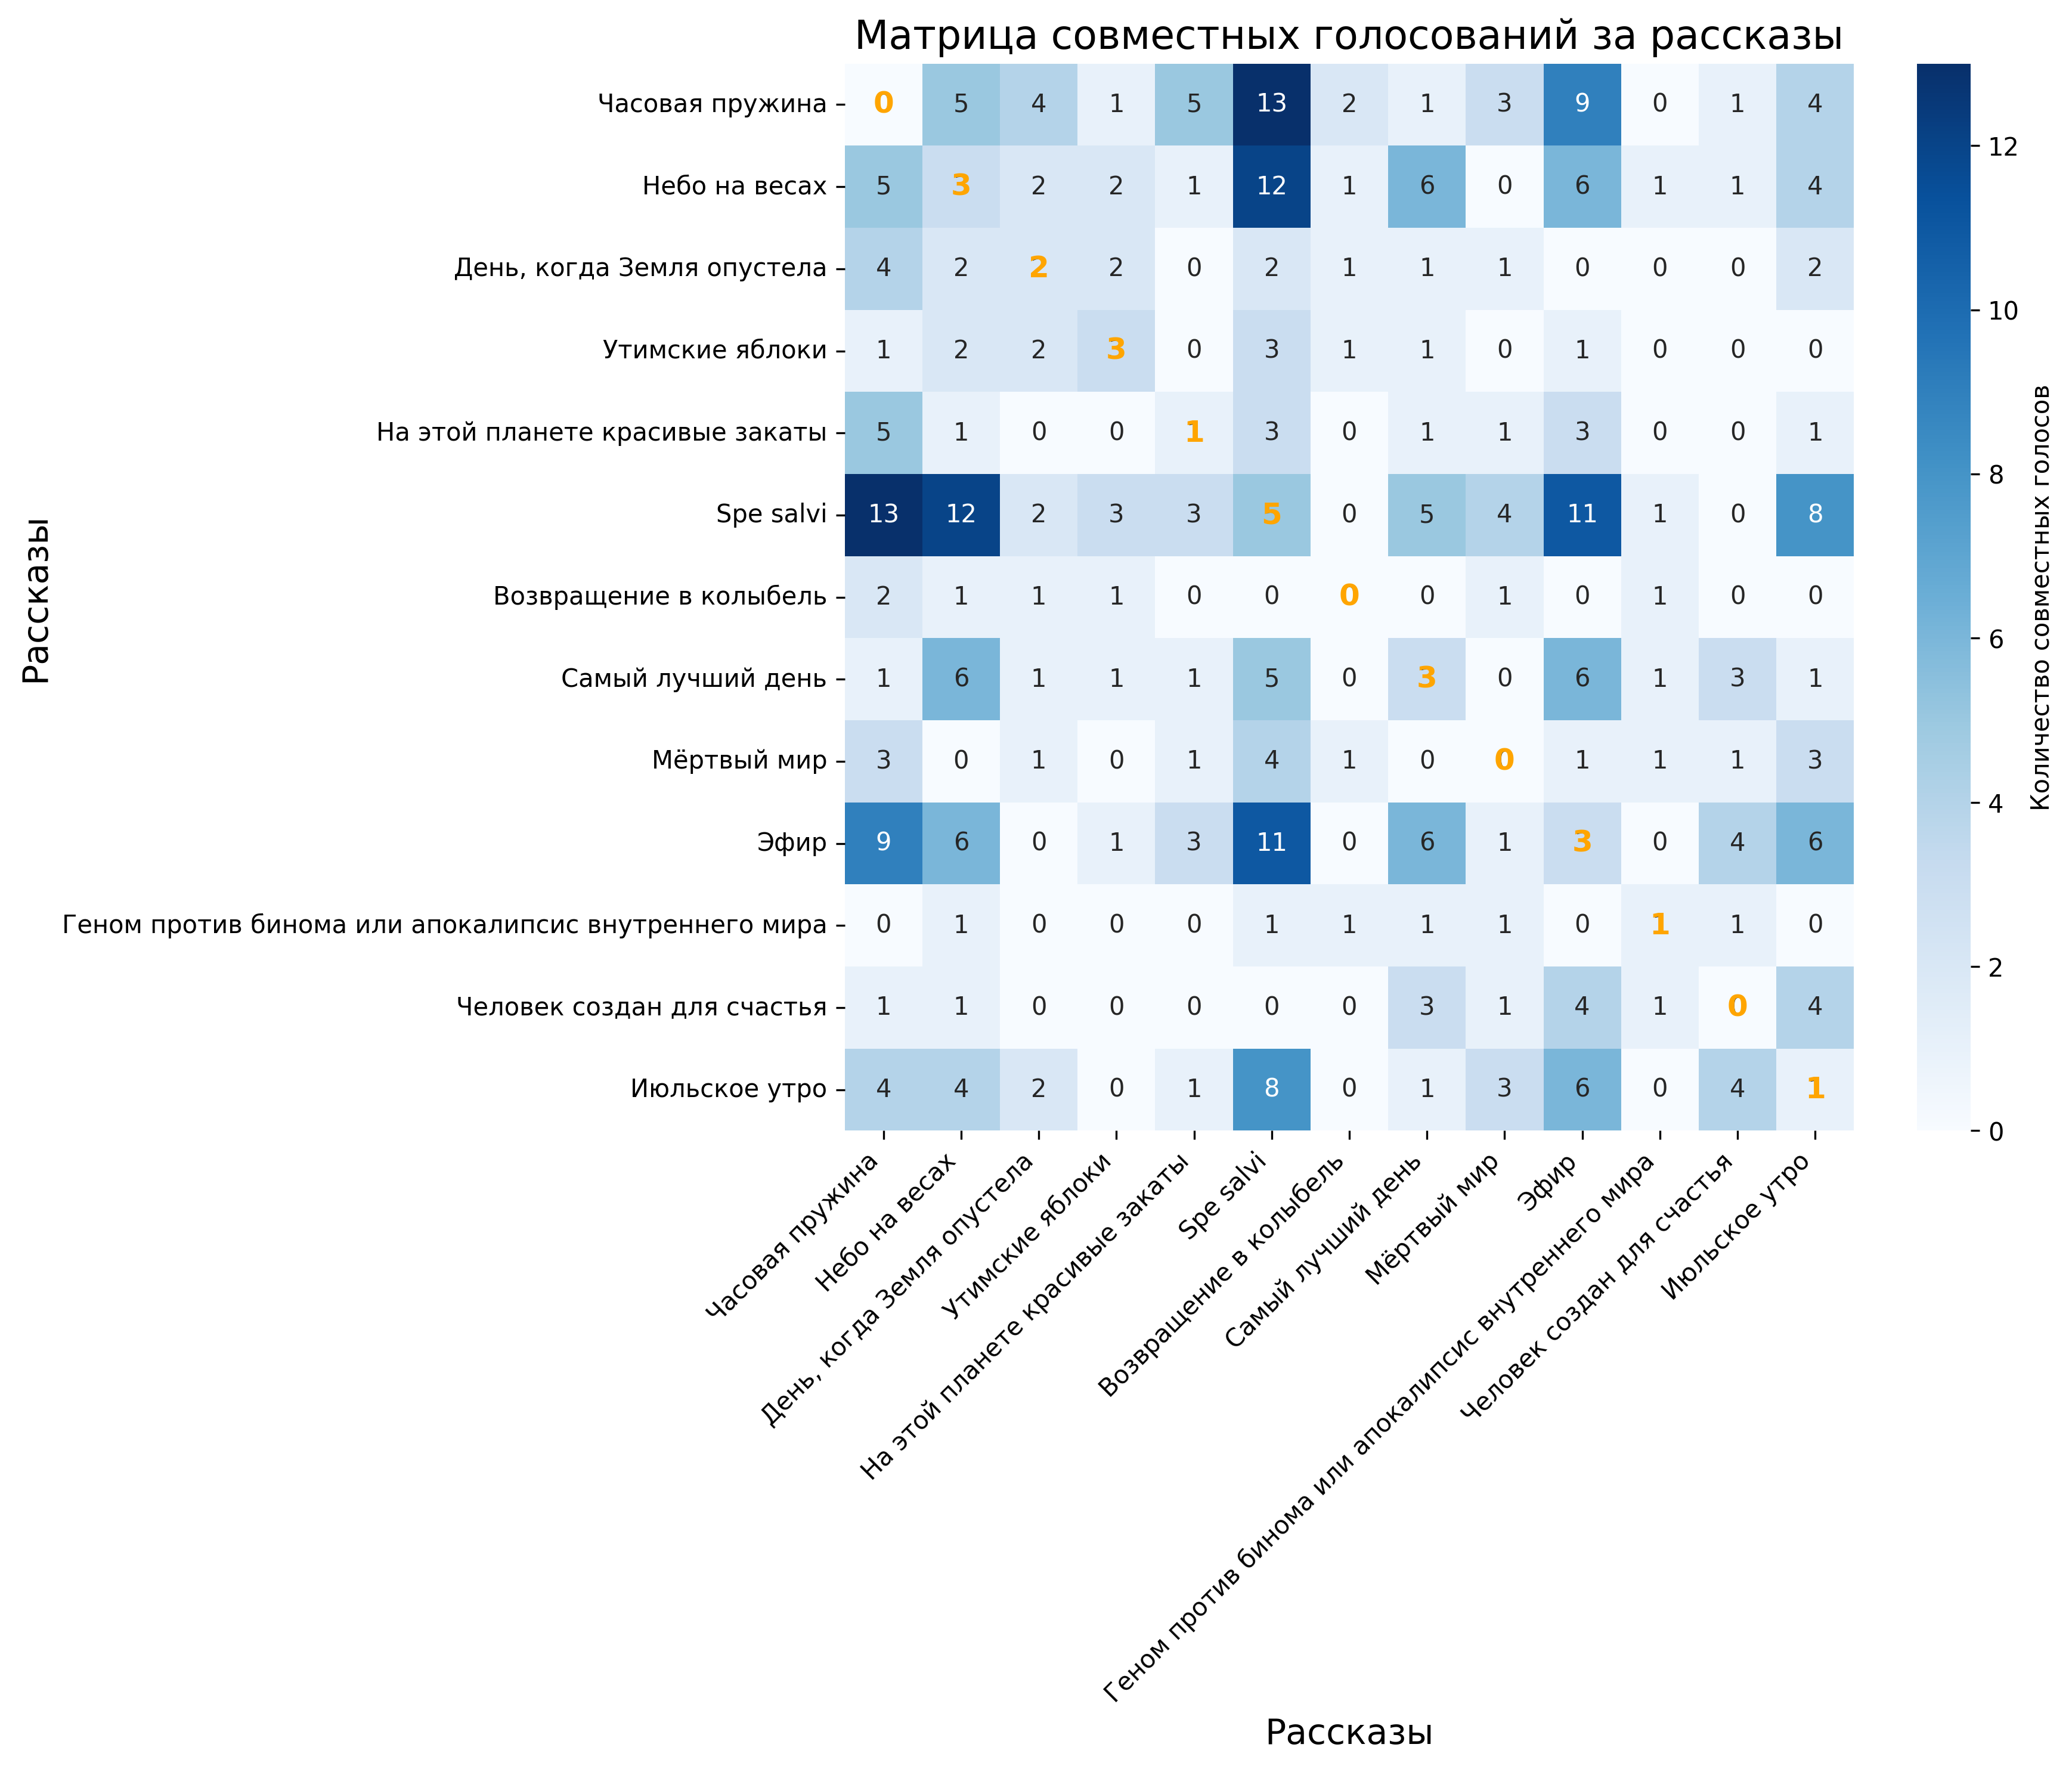 Матрица совместных голосований за рассказы
Часовая пружина 0 5 4 1 5 13 2 1 3 9 0 1 4
Небо на весах 5 3 2 2 1 12 1 6 0 6 1 1 4
День, когда Земля опустела 4 2 2 2 0 2 1 1 1 0 0 0 2
Утимские яблоки 1 2 2 3 0 3 1 1 0 1 0 0 0
На этой планете красивые закаты 5 1 0 0 1 3 0 1 1 3 0 0 1
Spe salvi 13 12 2 3 3 5 0 5 4 11 1 0 8
Возвращение в колыбель 2 1 1 1 0 0 0 0 1 0 1 0 0
Самый лучший день 1 6 1 1 1 5 0 3 0 6 1 3 1
Мёртвый мир 3 0 1 0 1 4 1 0 0 1 1 1 3
Эфир 9 6 0 1 3 11 0 6 1 3 0 4 6
Геном против бинома или апокалипсис внутреннего мира 0 1 0 0 0 1 1 1 1 0 1 1 0
Человек создан для счастья 1 1 0 0 0 0 0 3 1 4 1 0 4
Июльское утро 4 4 2 0 1 8 0 1 3 6 0 4 1
Рассказы
Часовая пружина
Небо на весах
День, когда Земля опустела
Утимские яблоки
На этой планете красивые закаты
Spe salvi
Возвращение в колыбель
Самый лучший день
Мёртвый мир
Эфир
Геном против бинома или апокалипсис внутреннего мира
Человек создан для счастья
Июльское утро
Рассказы
12
10
8
6
4
2
0
Количество совместных голосов